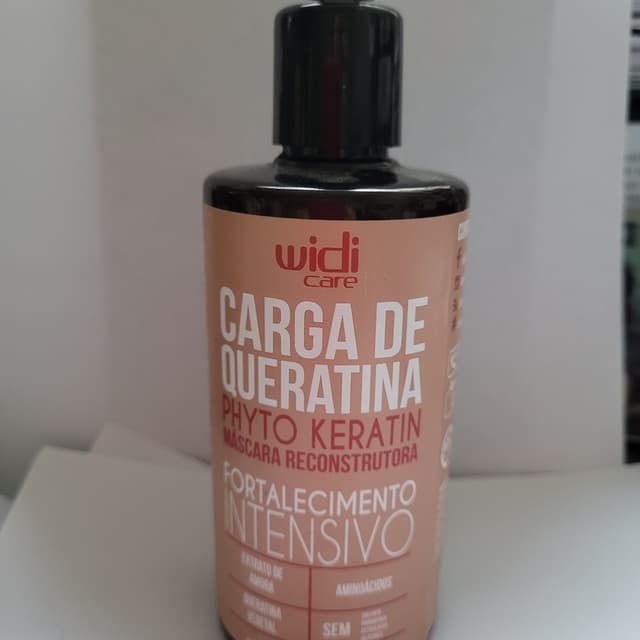 widi
care
CARGA DE
QUERATINA
PHYTO KERATIN
MÁSCARA RECONSTRUTORA
FORTALECIMENTO
INTENSIVO
EXTRATO DE
AMORA
AMINOÁCIDOS
QUERATINA
VEGETAL
SEM